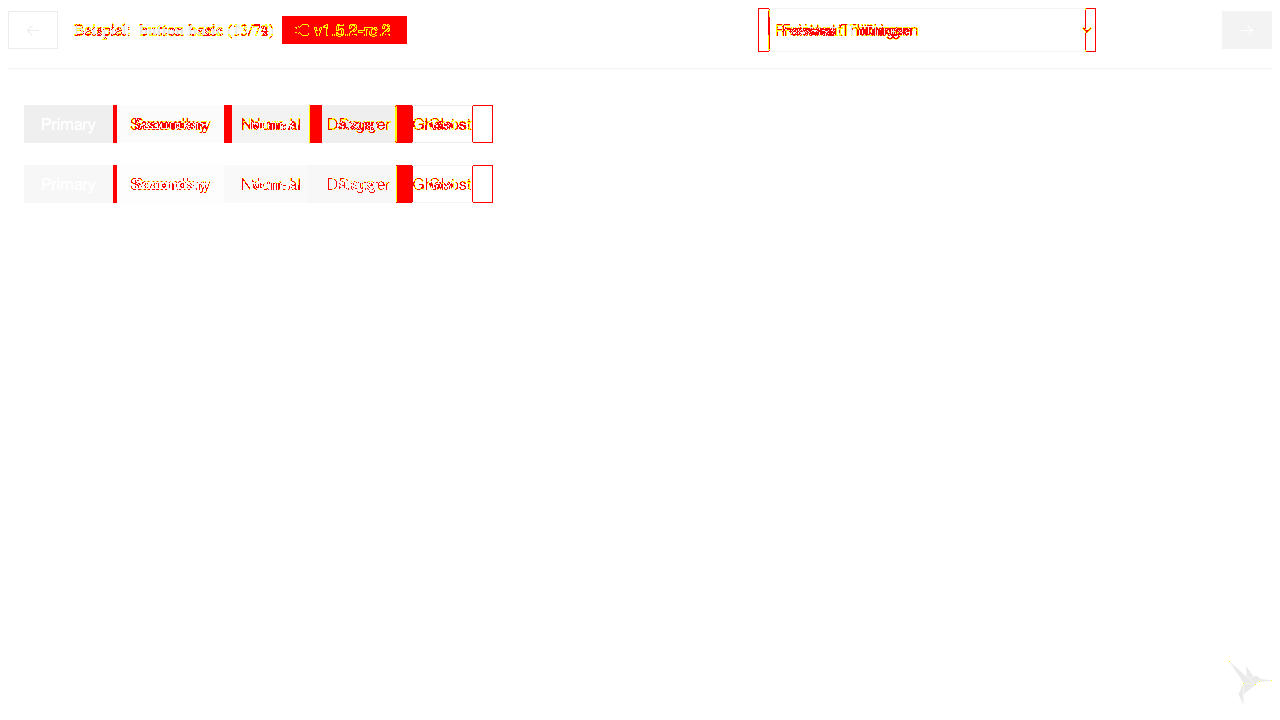 ← Beispiel: button basic (13/73) v1.5.2-rc.2 →
Primary Secondary Normal Danger Ghost
Primary Secondary Normal Danger Ghost